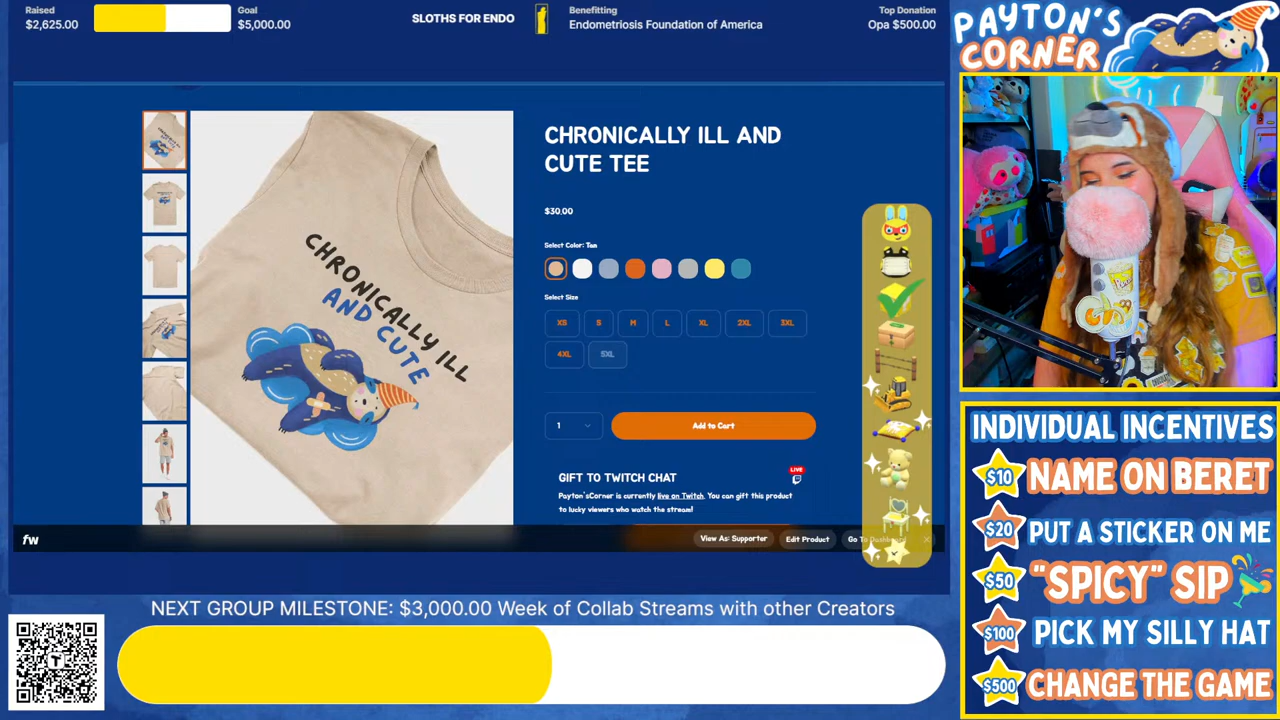 Raised
$2,625.00
Goal
$5,000.00
SLOTHS FOR ENDO
Benefitting
Endometriosis Foundation of America
Top Donation
Opa $500.00
PAYTON'S
CORNER
CHRONICALLY ILL
AND CUTE
CHRONICALLY ILL AND
CUTE TEE
$30.00
Select Color: Tan
Select Size
XS S M L XL 2XL 3XL
4XL 5XL
1
Add to Cart
GIFT TO TWITCH CHAT
LIVE
Payton'sCorner is currently live on Twitch. You can gift this product
to lucky viewers who watch the stream!
fw
View As: Supporter
Edit Product
Go To
INDIVIDUAL INCENTIVES
$10 NAME ON BERET
$20 PUT A STICKER ON ME
$50 "SPICY" SIP
$100 PICK MY SILLY HAT
$500 CHANGE THE GAME
NEXT GROUP MILESTONE: $3,000.00 Week of Collab Streams with other Creators